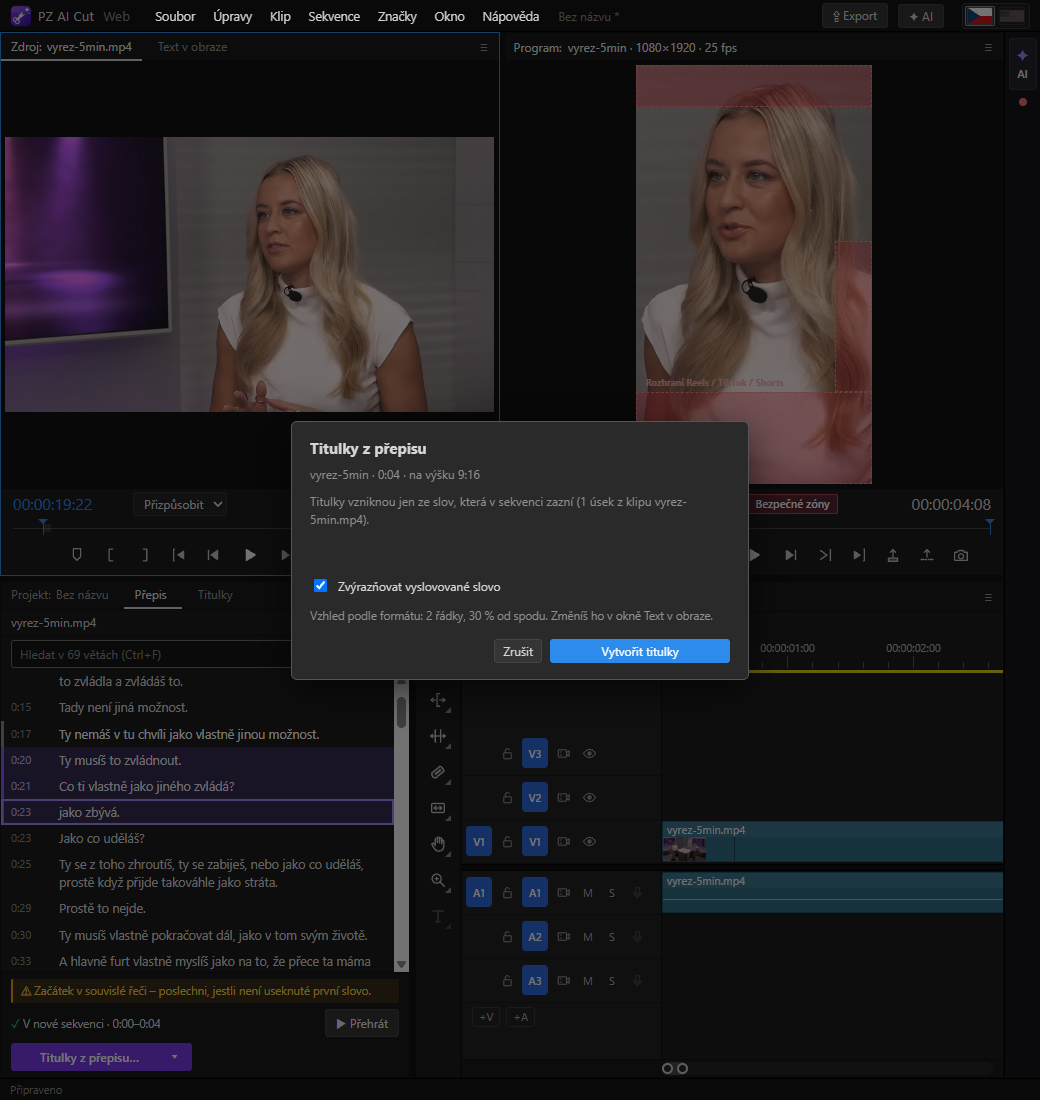 PZ AI Cut Web
Soubor Úpravy Klip Sekvence Značky Okno Nápověda
Bez názvu *
Export
AI
Zdroj: vyrez-5min.mp4
Text v obraze
Program: vyrez-5min · 1080×1920 · 25 fps
AI
Rozhraní Reels / TikTok / Shorts
00:00:19:22
Přizpůsobit
Bezpečné zóny
00:00:04:08
Titulky z přepisu
vyrez-5min · 0:04 · na výšku 9:16
Titulky vzniknou jen ze slov, která v sekvenci zazní (1 úsek z klipu vyrez-
5min.mp4).
Zvýrazňovat vyslovované slovo
Vzhled podle formátu: 2 řádky, 30 % od spodu. Změníš ho v okně Text v obraze.
Zrušit
Vytvořit titulky
Projekt: Bez názvu
Přepis
Titulky
vyrez-5min.mp4
Hledat v 69 větách (Ctrl+F)
to zvládla a zvládáš to.
0:15 Tady není jiná možnost.
0:17 Ty nemáš v tu chvíli jako vlastně jinou možnost.
0:20 Ty musíš to zvládnout.
0:21 Co ti vlastně jako jiného zvládá?
0:23 jako zbývá.
0:23 Jako co uděláš?
0:25 Ty se z toho zhroutíš, ty se zabiješ, nebo jako co uděláš,
prostě když přijde takováhle jako stráta.
0:29 Prostě to nejde.
0:30 Ty musíš vlastně pokračovat dál, jako v tom svým životě.
0:33 A hlavně furt vlastně myslíš jako na to, že přece ta máma
⚠ Začátek v souvislé řeči – poslechni, jestli není useknuté první slovo.
✓ V nové sekvenci · 0:00–0:04
Přehrát
Titulky z přepisu...
Připraveno
00:00:01:00
00:00:02:00
V3
V2
V1 V1
vyrez-5min.mp4
A1 A1 M S
vyrez-5min.mp4
A2 M S
A3 M S
+V +A